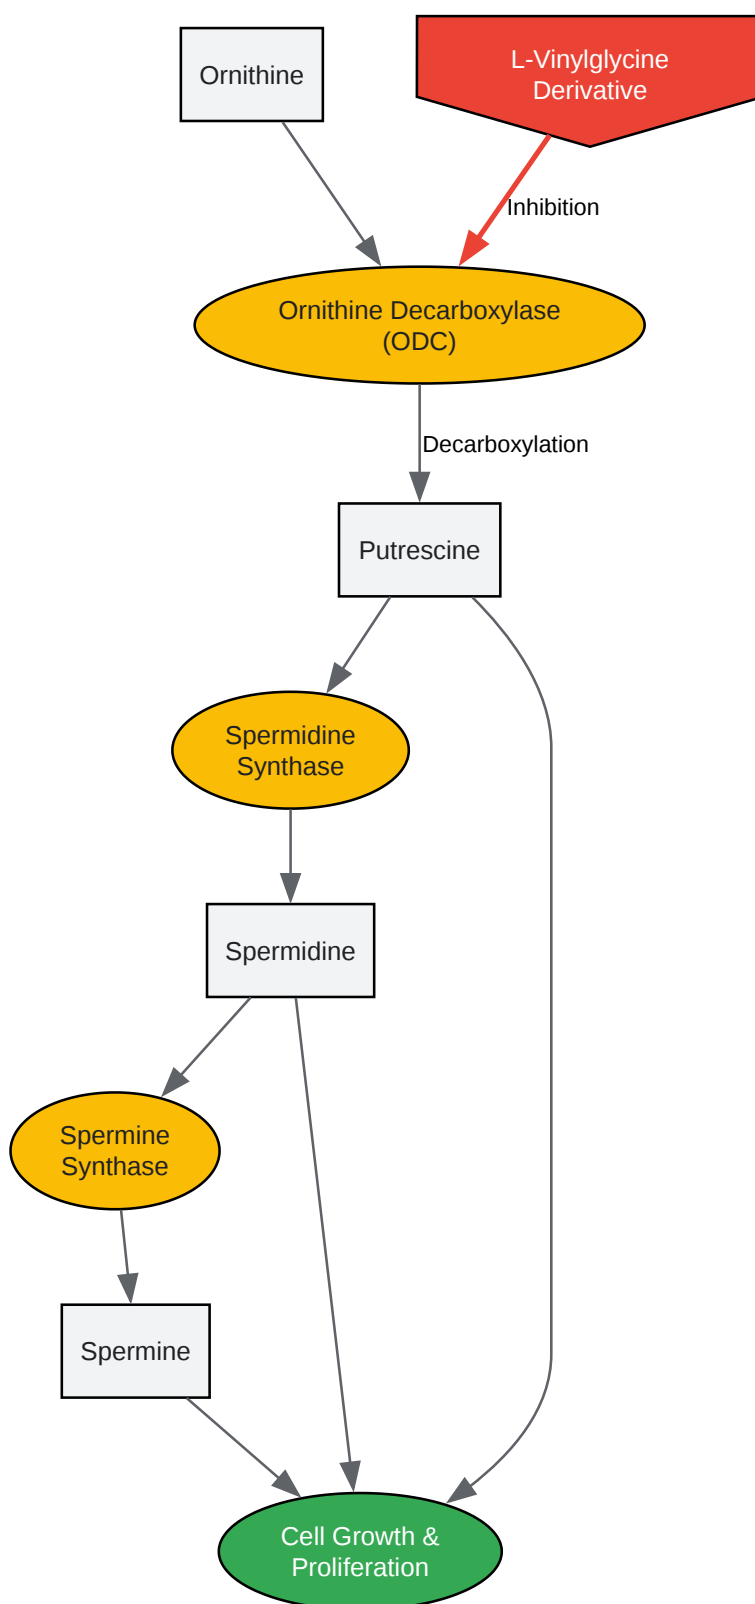 Ornithine
L-Vinylglycine
Derivative
Inhibition
Ornithine Decarboxylase
(ODC)
Decarboxylation
Putrescine
Spermidine
Synthase
Spermidine
Spermine
Synthase
Spermine
Cell Growth &
Proliferation